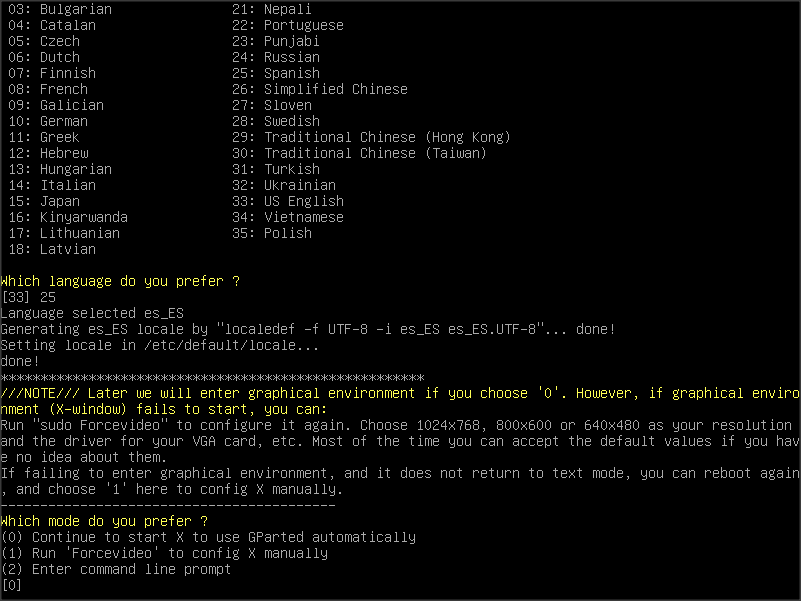 03: Bulgarian 21: Nepali
04: Catalan 22: Portuguese
05: Czech 23: Punjabi
06: Dutch 24: Russian
07: Finnish 25: Spanish
08: French 26: Simplified Chinese
09: Galician 27: Sloven
10: German 28: Swedish
11: Greek 29: Traditional Chinese (Hong Kong)
12: Hebrew 30: Traditional Chinese (Taiwan)
13: Hungarian 31: Turkish
14: Italian 32: Ukrainian
15: Japan 33: US English
16: Kinyarwanda 34: Vietnamese
17: Lithuanian 35: Polish
18: Latvian
Which language do you prefer ?
[33] 25
Language selected es_ES
Generating es_ES locale by "localedef -f UTF-8 -i es_ES es_ES.UTF-8"... done!
Setting locale in /etc/default/locale...
done!
*****************************************************
///NOTE/// Later we will enter graphical environment if you choose '0'. However, if graphical enviro
nment (X-window) fails to start, you can:
Run "sudo Forcevideo" to configure it again. Choose 1024x768, 800x600 or 640x480 as your resolution
and the driver for your VGA card, etc. Most of the time you can accept the default values if you hav
e no idea about them.
If failing to enter graphical environment, and it does not return to text mode, you can reboot again
, and choose '1' here to config X manually.
------------------------------------------
Which mode do you prefer ?
(0) Continue to start X to use GParted automatically
(1) Run 'Forcevideo' to config X manually
(2) Enter command line prompt
[0]